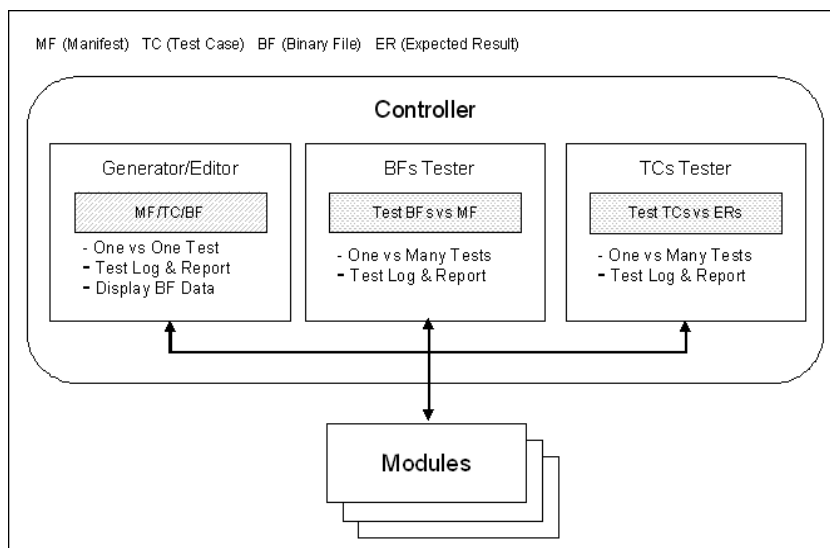 MF (Manifest) TC (Test Case) BF (Binary File) ER (Expected Result)
Controller
Generator/Editor
MF/TC/BF
- One vs One Test
- Test Log & Report
- Display BF Data
BFs Tester
Test BFs vs MF
- One vs Many Tests
- Test Log & Report
TCs Tester
Test TCs vs ERs
- One vs Many Tests
- Test Log & Report
Modules